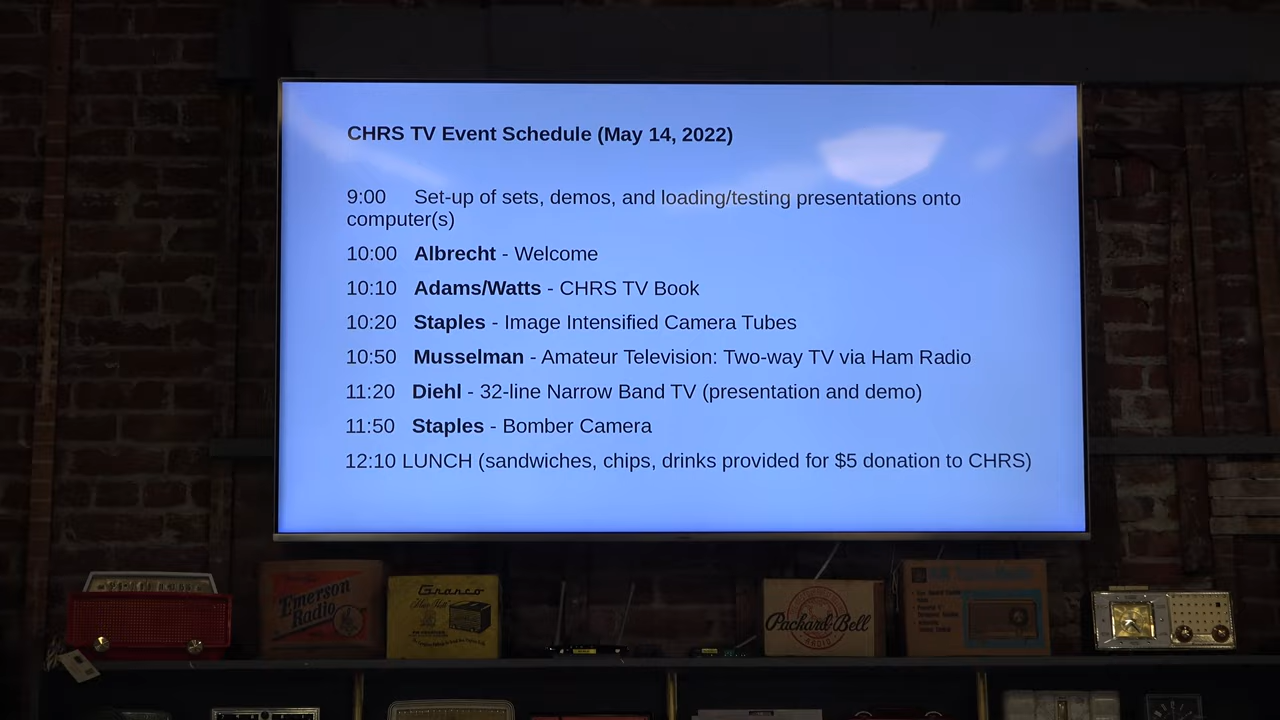 CHRS TV Event Schedule (May 14, 2022)
9:00 Set-up of sets, demos, and loading/testing presentations onto
computer(s)
10:00 Albrecht - Welcome
10:10 Adams/Watts - CHRS TV Book
10:20 Staples - Image Intensified Camera Tubes
10:50 Musselman - Amateur Television: Two-way TV via Ham Radio
11:20 Diehl - 32-line Narrow Band TV (presentation and demo)
11:50 Staples - Bomber Camera
12:10 LUNCH (sandwiches, chips, drinks provided for $5 donation to CHRS)
Emerson
Radio
Granco
Packard-Bell
RADIO